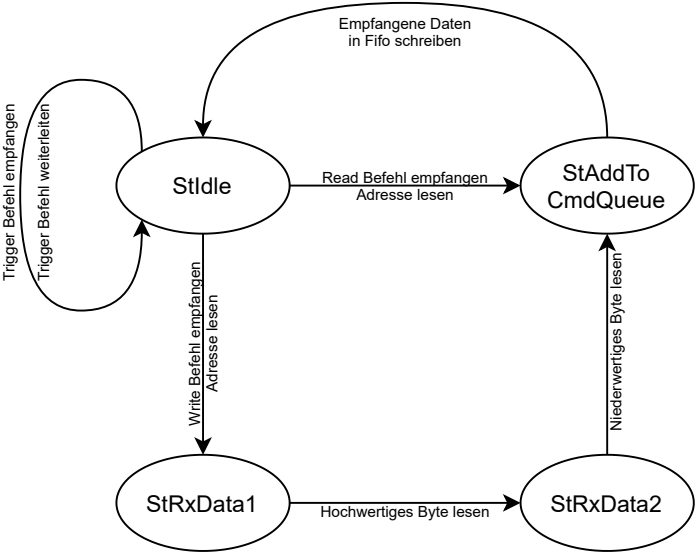 Empfangene Daten
in Fifo schreiben
Trigger Befehl empfangen
Trigger Befehl weiterleiten
StIdle
Read Befehl empfangen
Adresse lesen
StAddTo
CmdQueue
Write Befehl empfangen
Adresse lesen
Niederwertiges Byte lesen
StRxData1
Hochwertiges Byte lesen
StRxData2